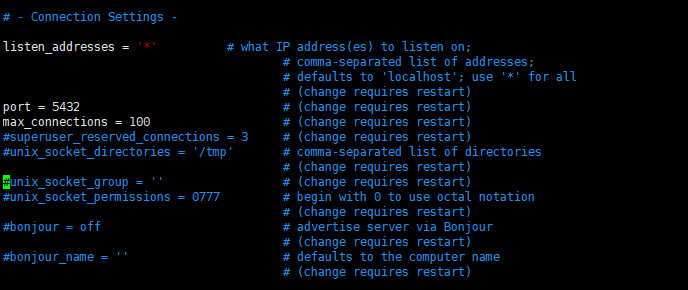 # - Connection Settings -
listen_addresses = '*' # what IP address(es) to listen on;
# comma-separated list of addresses;
# defaults to 'localhost'; use '*' for all
# (change requires restart)
port = 5432 # (change requires restart)
max_connections = 100 # (change requires restart)
#superuser_reserved_connections = 3 # (change requires restart)
#unix_socket_directories = '/tmp' # comma-separated list of directories
# (change requires restart)
#unix_socket_group = '' # (change requires restart)
#unix_socket_permissions = 0777 # begin with 0 to use octal notation
# (change requires restart)
#bonjour = off # advertise server via Bonjour
# (change requires restart)
#bonjour_name = '' # defaults to the computer name
# (change requires restart)